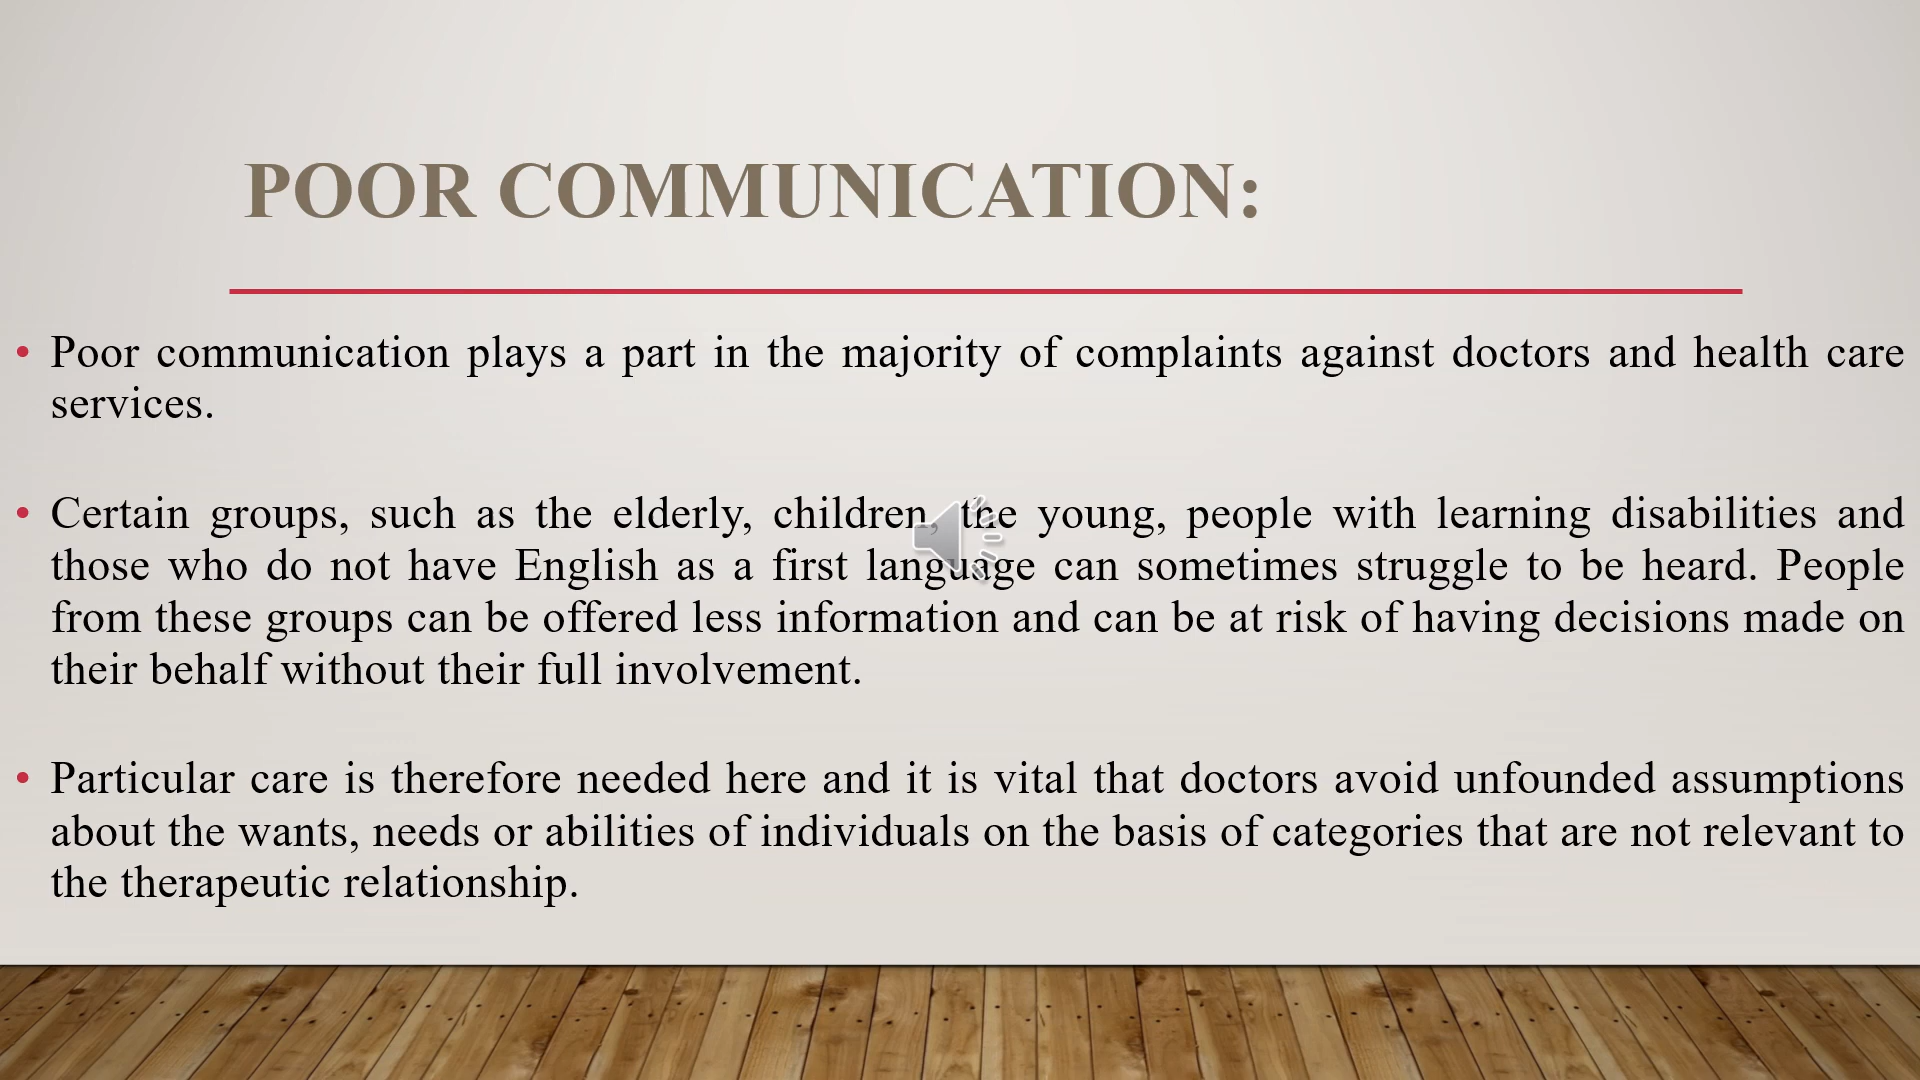 POOR COMMUNICATION:
• Poor communication plays a part in the majority of complaints against doctors and health care
services.
• Certain groups, such as the elderly, children, the young, people with learning disabilities and
those who do not have English as a first language can sometimes struggle to be heard. People
from these groups can be offered less information and can be at risk of having decisions made on
their behalf without their full involvement.
• Particular care is therefore needed here and it is vital that doctors avoid unfounded assumptions
about the wants, needs or abilities of individuals on the basis of categories that are not relevant to
the therapeutic relationship.